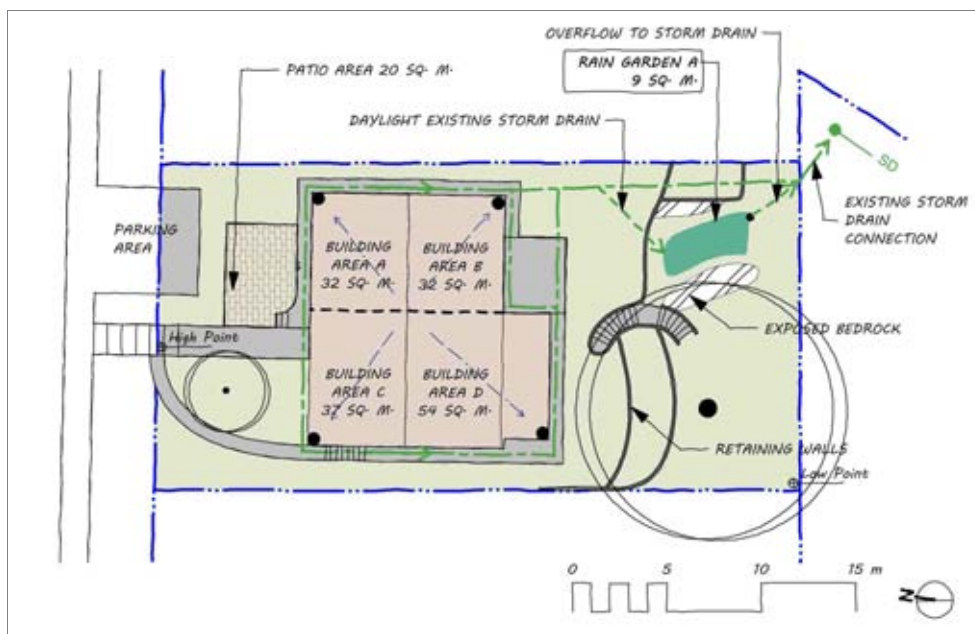 OVERFLOW TO STORM DRAIN
RAIN GARDEN A
9 SQ. M.
PATIO AREA 20 SQ. M.
DAYLIGHT EXISTING STORM DRAIN
SD
EXISTING STORM
DRAIN
CONNECTION
PARKING
AREA
BUILDING
AREA A
32 SQ. M.
BUILDING
AREA B
32 SQ. M.
High Point
EXPOSED BEDROCK
BUILDING
AREA C
37 SQ. M.
BUILDING
AREA D
54 SQ. M.
RETAINING WALLS
Low Point
0 5 10 15 m
N